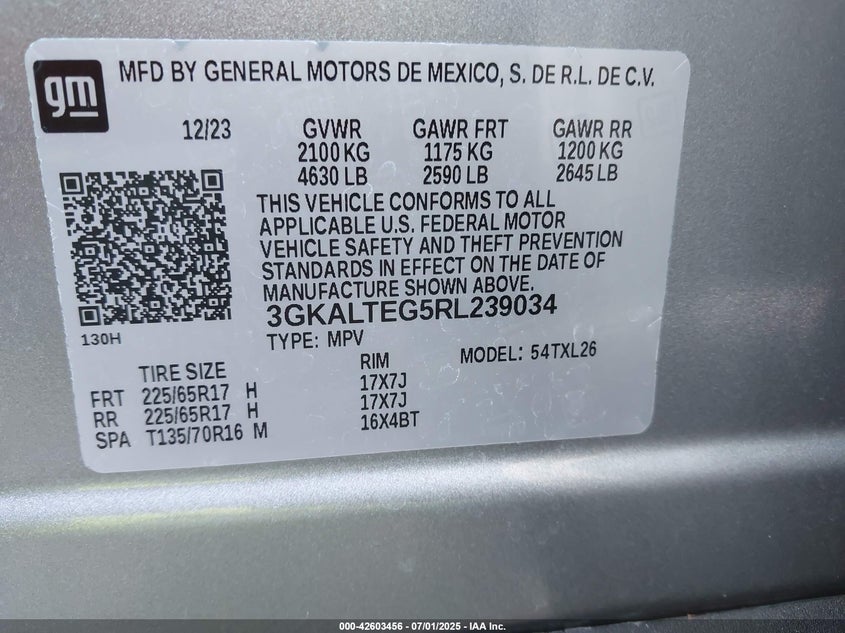 gm
MFD BY GENERAL MOTORS DE MEXICO, S. DE R.L. DE C.V.
12/23 GVWR GAWR FRT GAWR RR
2100 KG 1175 KG 1200 KG
4630 LB 2590 LB 2645 LB
THIS VEHICLE CONFORMS TO ALL
APPLICABLE U.S. FEDERAL MOTOR
VEHICLE SAFETY AND THEFT PREVENTION
STANDARDS IN EFFECT ON THE DATE OF
MANUFACTURE SHOWN ABOVE.
3GKALTEG5RL239034
130H
TYPE: MPV
MODEL: 54TXL26
TIRE SIZE RIM
FRT 225/65R17 H 17X7J
RR 225/65R17 H 17X7J
SPA T135/70R16 M 16X4BT
000-42603456 - 07/01/2025 - IAA Inc.